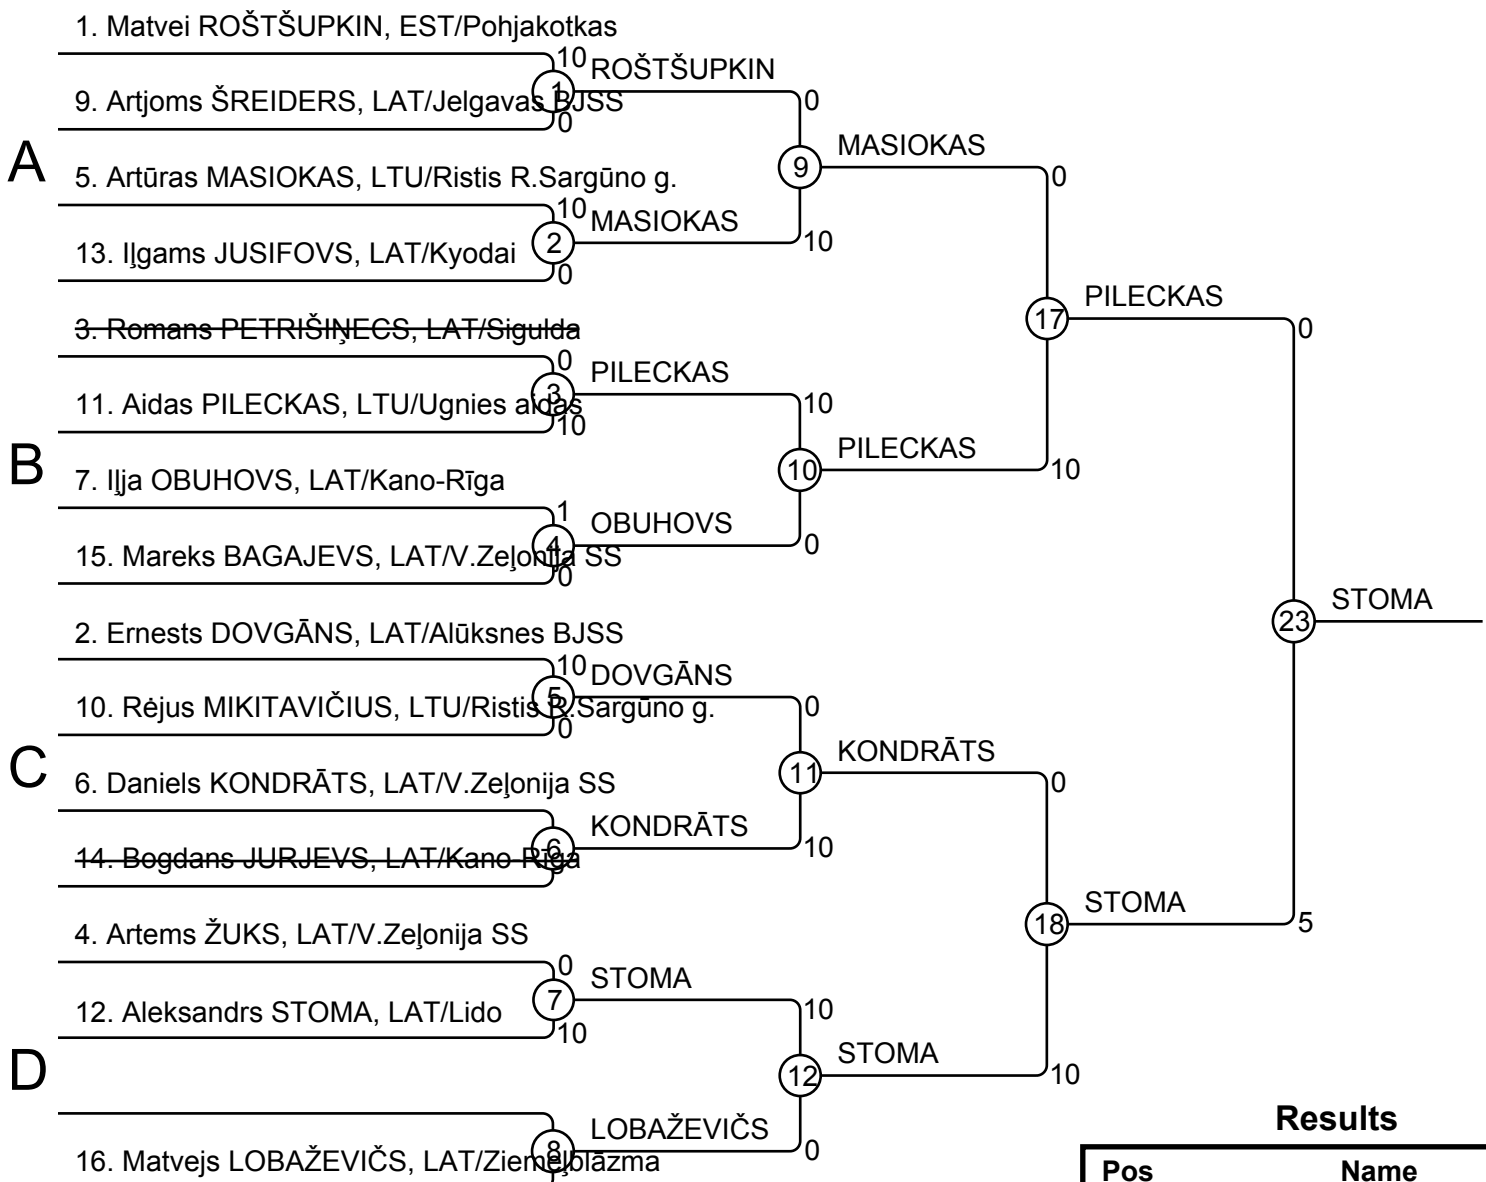 1. Matvei ROŠTŠUPKIN, EST/Pohjakotkas
10
ROŠTŠUPKIN
1
9. Artjoms ŠREIDERS, LAT/Jelgavas BJSS
0
0
A
MASIOKAS
9
5. Artūras MASIOKAS, LTU/Ristis R.Sargūno g.
0
10
MASIOKAS
2
10
13. Iļgams JUSIFOVS, LAT/Kyodai
0
PILECKAS
17
3. Romans PETRIŠIŅECS, LAT/Sigulda
0
0
PILECKAS
3
11. Aidas PILECKAS, LTU/Ugnies aidas
10
10
B
PILECKAS
10
10
7. Iļja OBUHOVS, LAT/Kano-Rīga
1
OBUHOVS
4
0
15. Mareks BAGAJEVS, LAT/V.Zeļonija SS
0
STOMA
23
2. Ernests DOVGĀNS, LAT/Alūksnes BJSS
10
DOVGĀNS
5
10. Rėjus MIKITAVIČIUS, LTU/Ristis R.Sargūno g.
0
0
C
KONDRĀTS
11
0
6. Daniels KONDRĀTS, LAT/V.Zeļonija SS
KONDRĀTS
6
10
14. Bogdans JURJEVS, LAT/Kano-Rīga
STOMA
18
5
4. Artems ŽUKS, LAT/V.Zeļonija SS
0
STOMA
7
10
12. Aleksandrs STOMA, LAT/Lido
10
D
STOMA
12
10
LOBAŽEVIČS
8
0
16. Matvejs LOBAŽEVIČS, LAT/Ziemeļblāzma
Results
Pos Name